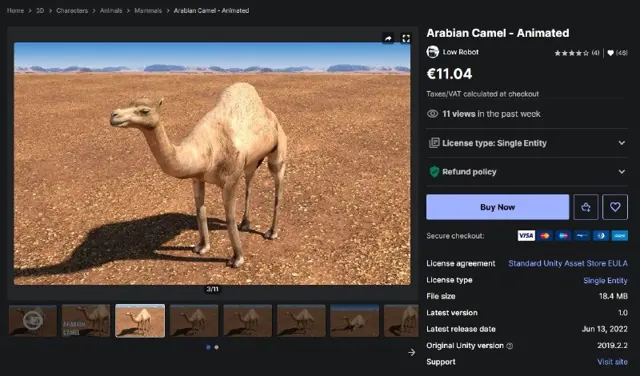 Home > 3D > Characters > Animals > Mammals > Arabian Camel - Animated
Arabian Camel - Animated
Low Robot
(4) | (46)
€11.04
Taxes/VAT calculated at checkout
11 views in the past week
License type: Single Entity
Refund policy
Buy Now
Secure checkout:
VISA
License agreement Standard Unity Asset Store EULA
License type Single Entity
File size 18.4 MB
Latest version 1.0
Latest release date Jun 13, 2022
Original Unity version 2019.2.2
Support Visit site
3/11
ARABIAN
CAMEL